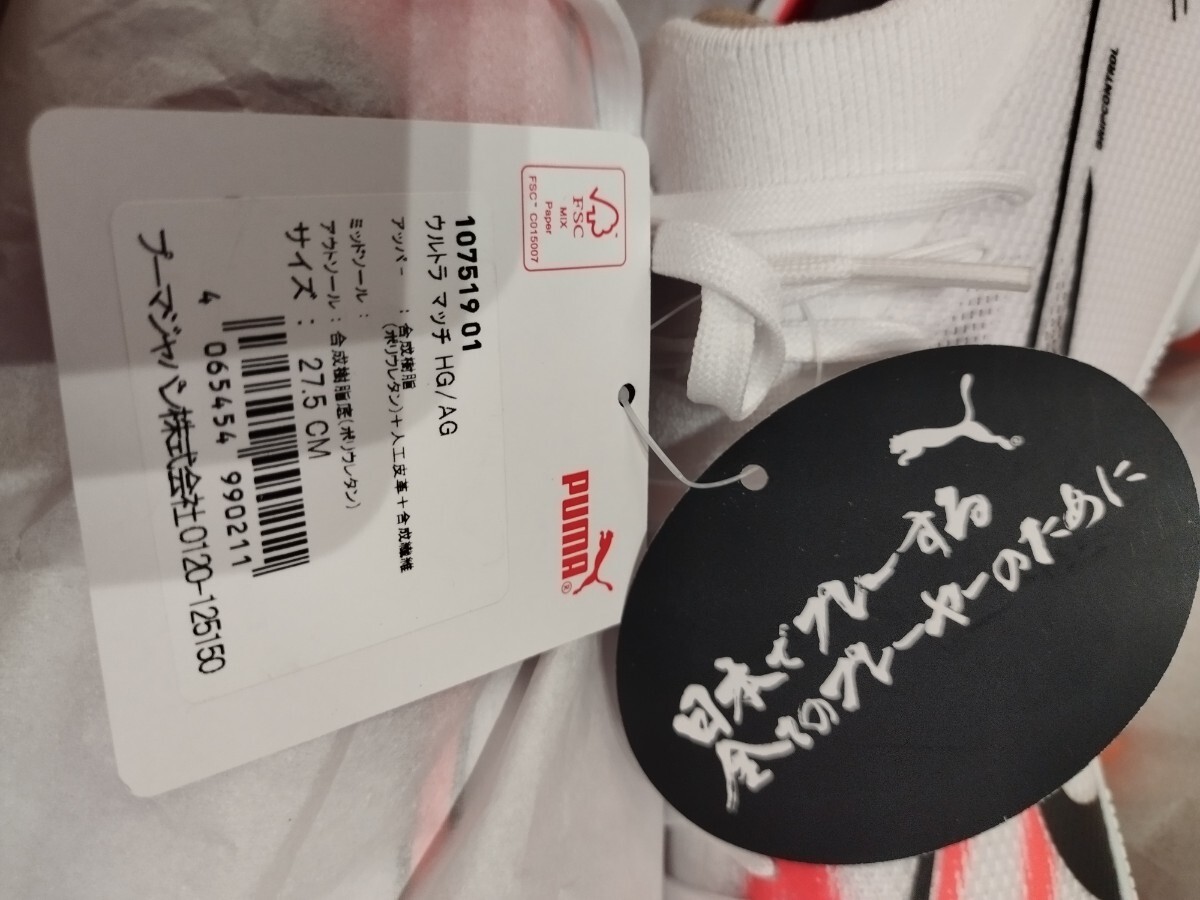 FSC
MIX
Paper
FSC™ C015007
107519 01
ウルトラ マッチ HG/AG
アッパー : 合成樹脂
(ポリウレタン)+人工皮革+合成繊維
ミッドソール :
アウトソール : 合成樹脂底(ポリウレタン)
サイズ : 27.5 CM
4 065454 990211
プーマジャパン株式会社0120-125150
PUMA®
日本でプレーする
全てのプレーヤーのために
GRIPCONTROL